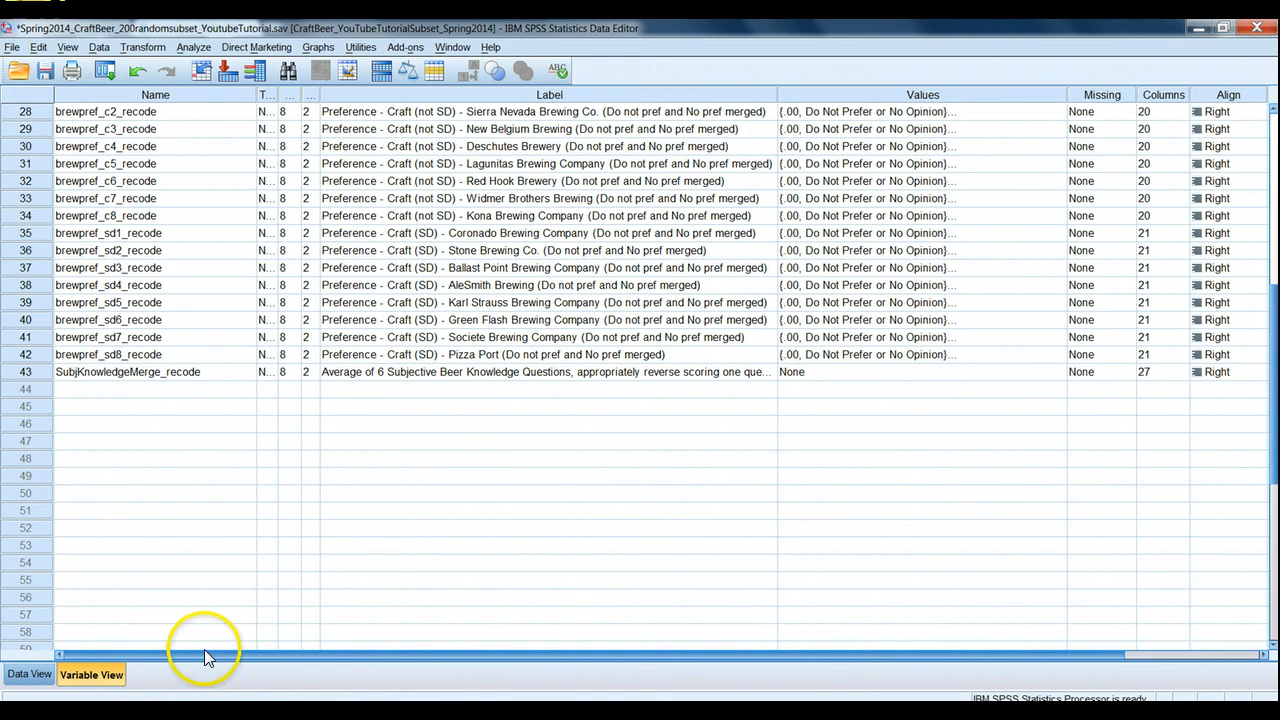 *Spring2014_CraftBeer_200randomsubset_YoutubeTutorial.sav [CraftBeer_YouTubeTutorialSubset_Spring2014] - IBM SPSS Statistics Data Editor
File Edit View Data Transform Analyze Direct Marketing Graphs Utilities Add-ons Window Help
Name T... ... ... Label Values Missing Columns Align
28 brewpref_c2_recode N... 8 2 Preference - Craft (not SD) - Sierra Nevada Brewing Co. (Do not pref and No pref merged) {.00, Do Not Prefer or No Opinion}... None 20 Right
29 brewpref_c3_recode N... 8 2 Preference - Craft (not SD) - New Belgium Brewing (Do not pref and No pref merged) {.00, Do Not Prefer or No Opinion}... None 20 Right
30 brewpref_c4_recode N... 8 2 Preference - Craft (not SD) - Deschutes Brewery (Do not pref and No pref merged) {.00, Do Not Prefer or No Opinion}... None 20 Right
31 brewpref_c5_recode N... 8 2 Preference - Craft (not SD) - Lagunitas Brewing Company (Do not pref and No pref merged) {.00, Do Not Prefer or No Opinion}... None 20 Right
32 brewpref_c6_recode N... 8 2 Preference - Craft (not SD) - Red Hook Brewery (Do not pref and No pref merged) {.00, Do Not Prefer or No Opinion}... None 20 Right
33 brewpref_c7_recode N... 8 2 Preference - Craft (not SD) - Widmer Brothers Brewing (Do not pref and No pref merged) {.00, Do Not Prefer or No Opinion}... None 20 Right
34 brewpref_c8_recode N... 8 2 Preference - Craft (not SD) - Kona Brewing Company (Do not pref and No pref merged) {.00, Do Not Prefer or No Opinion}... None 20 Right
35 brewpref_sd1_recode N... 8 2 Preference - Craft (SD) - Coronado Brewing Company (Do not pref and No pref merged) {.00, Do Not Prefer or No Opinion}... None 21 Right
36 brewpref_sd2_recode N... 8 2 Preference - Craft (SD) - Stone Brewing Co. (Do not pref and No pref merged) {.00, Do Not Prefer or No Opinion}... None 21 Right
37 brewpref_sd3_recode N... 8 2 Preference - Craft (SD) - Ballast Point Brewing Company (Do not pref and No pref merged) {.00, Do Not Prefer or No Opinion}... None 21 Right
38 brewpref_sd4_recode N... 8 2 Preference - Craft (SD) - AleSmith Brewing (Do not pref and No pref merged) {.00, Do Not Prefer or No Opinion}... None 21 Right
39 brewpref_sd5_recode N... 8 2 Preference - Craft (SD) - Karl Strauss Brewing Company (Do not pref and No pref merged) {.00, Do Not Prefer or No Opinion}... None 21 Right
40 brewpref_sd6_recode N... 8 2 Preference - Craft (SD) - Green Flash Brewing Company (Do not pref and No pref merged) {.00, Do Not Prefer or No Opinion}... None 21 Right
41 brewpref_sd7_recode N... 8 2 Preference - Craft (SD) - Societe Brewing Company (Do not pref and No pref merged) {.00, Do Not Prefer or No Opinion}... None 21 Right
42 brewpref_sd8_recode N... 8 2 Preference - Craft (SD) - Pizza Port (Do not pref and No pref merged) {.00, Do Not Prefer or No Opinion}... None 21 Right
43 SubjKnowledgeMerge_recode N... 8 2 Average of 6 Subjective Beer Knowledge Questions, appropriately reverse scoring one que... None None 27 Right
44
45
46
47
48
49
50
51
52
53
54
55
56
57
58
59
Data View Variable View
IBM SPSS Statistics Processor is ready